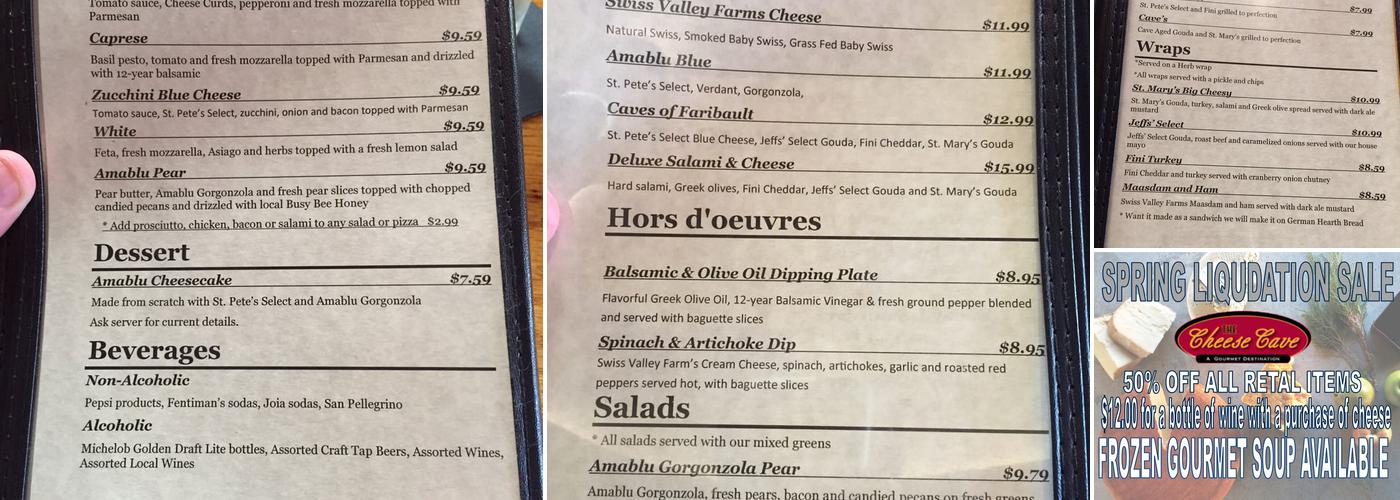 Tomato sauce, Cheese Curds, pepperoni and fresh mozzarella topped with
Parmesan
Caprese $9.59
Basil pesto, tomato and fresh mozzarella topped with Parmesan and drizzled
with 12-year balsamic
Zucchini Blue Cheese $9.59
Tomato sauce, St. Pete's Select, zucchini, onion and bacon topped with Parmesan
White $9.59
Feta, fresh mozzarella, Asiago and herbs topped with a fresh lemon salad
Amablu Pear $9.59
Pear butter, Amablu Gorgonzola and fresh pear slices topped with chopped
candied pecans and drizzled with local Busy Bee Honey
* Add prosciutto, chicken, bacon or salami to any salad or pizza $2.99
Dessert
Amablu Cheesecake $7.59
Made from scratch with St. Pete's Select and Amablu Gorgonzola
Ask server for current details.
Beverages
Non-Alcoholic
Pepsi products, Fentiman's sodas, Joia sodas, San Pellegrino
Alcoholic
Michelob Golden Draft Lite bottles, Assorted Craft Tap Beers, Assorted Wines,
Assorted Local Wines
Swiss Valley Farms Cheese $11.99
Natural Swiss, Smoked Baby Swiss, Grass Fed Baby Swiss
Amablu Blue $11.99
St. Pete's Select, Verdant, Gorgonzola,
Caves of Faribault $12.99
St. Pete's Select Blue Cheese, Jeffs' Select Gouda, Fini Cheddar, St. Mary's Gouda
Deluxe Salami & Cheese $15.99
Hard salami, Greek olives, Fini Cheddar, Jeffs' Select Gouda and St. Mary's Gouda
Hors d'oeuvres
Balsamic & Olive Oil Dipping Plate $8.95
Flavorful Greek Olive Oil, 12-year Balsamic Vinegar & fresh ground pepper blended
and served with baguette slices
Spinach & Artichoke Dip $8.95
Swiss Valley Farm's Cream Cheese, spinach, artichokes, garlic and roasted red
peppers served hot, with baguette slices
Salads
* All salads served with our mixed greens
Amablu Gorgonzola Pear $9.79
Amablu Gorgonzola, fresh pears, bacon and candied pecans on fresh greens
$7.99
St. Pete's Select and Fini grilled to perfection
Cave's $7.99
Cave Aged Gouda and St. Mary's grilled to perfection
Wraps
*Served on a Herb wrap
*All wraps served with a pickle and chips
St. Mary's Big Cheesy $10.99
St. Mary's Gouda, turkey, salami and Greek olive spread served with dark ale
mustard
Jeffs' Select $10.99
Jeffs' Select Gouda, roast beef and caramelized onions served with our house
mayo
Fini Turkey $8.59
Fini Cheddar and turkey served with cranberry onion chutney
Maasdam and Ham $8.59
Swiss Valley Farms Maasdam and ham served with dark ale mustard
* Want it made as a sandwich we will make it on German Hearth Bread
SPRING LIQUDATION SALE
THE
Cheese Cave
A GOURMET DESTINATION
50% OFF ALL RETAL ITEMS
$12.00 for a bottle of wine with a purchase of cheese
FROZEN GOURMET SOUP AVAILABLE